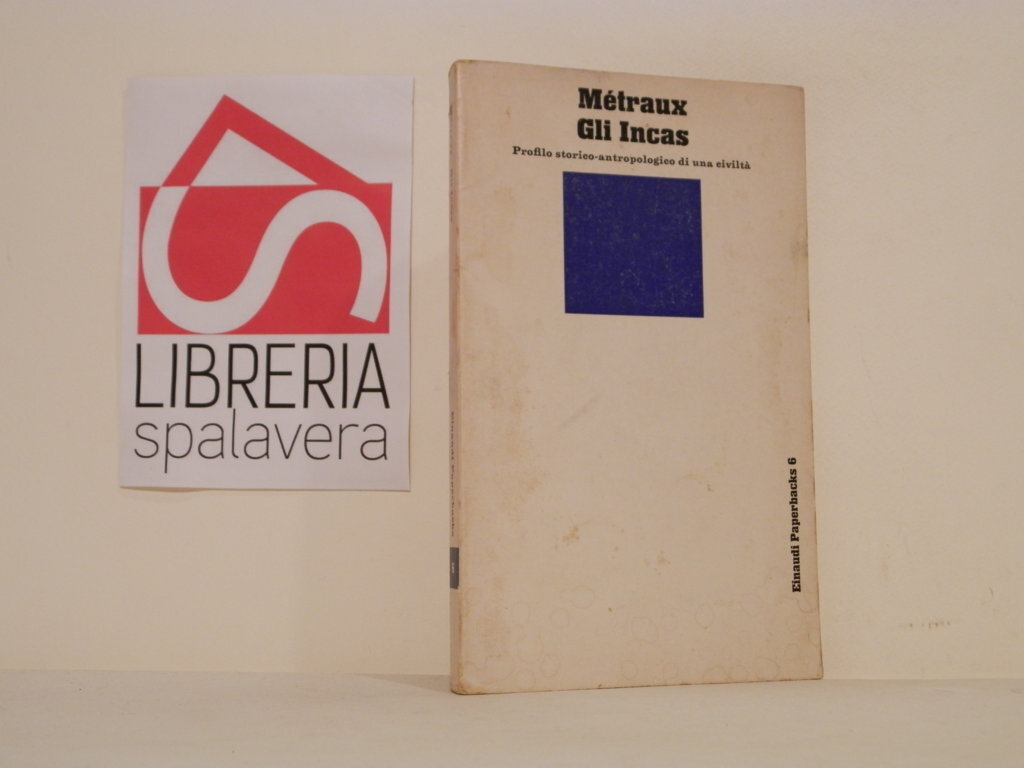 LIBRERIA
spalavera
Métraux
Gli Incas
Profilo storico-antropologico di una civiltà
Einaudi Paperbacks 6